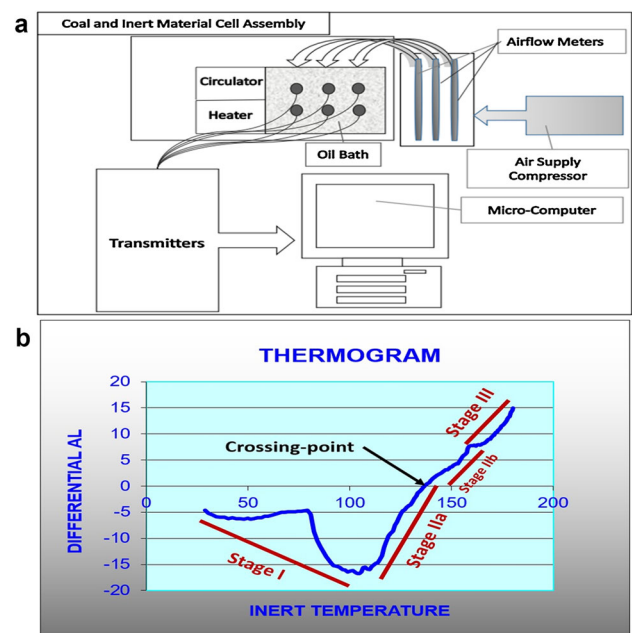 a
Coal and Inert Material Cell Assembly
Airflow Meters
Circulator
Heater
Oil Bath
Air Supply
Compressor
Micro-Computer
Transmitters
b
THERMOGRAM
DIFFERENTIAL AL
20
15
10
5
0
-5
-10
-15
-20
0
50
100
150
200
Crossing-point
Stage I
Stage IIa
Stage IIb
Stage III
INERT TEMPERATURE